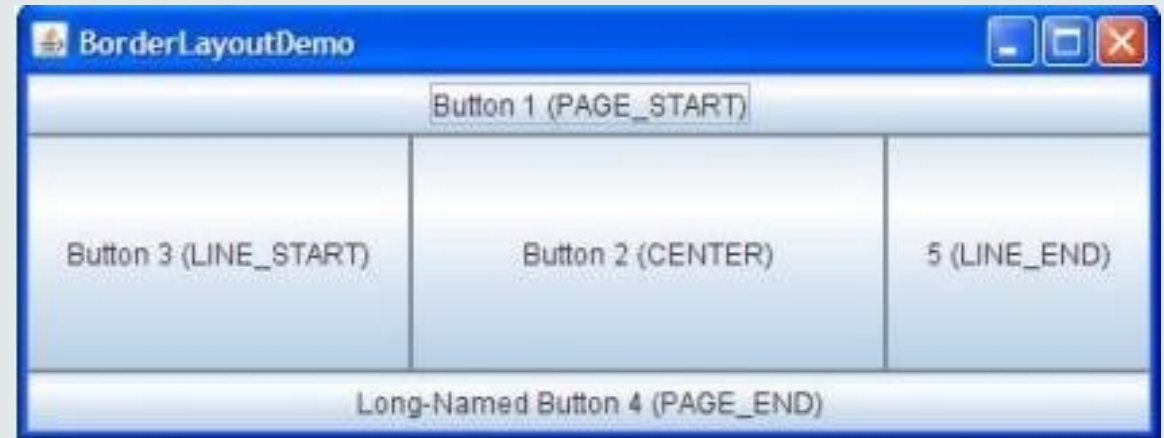 BorderLayoutDemo
Button 1 (PAGE_START)
Button 3 (LINE_START)
Button 2 (CENTER)
5 (LINE_END)
Long-Named Button 4 (PAGE_END)